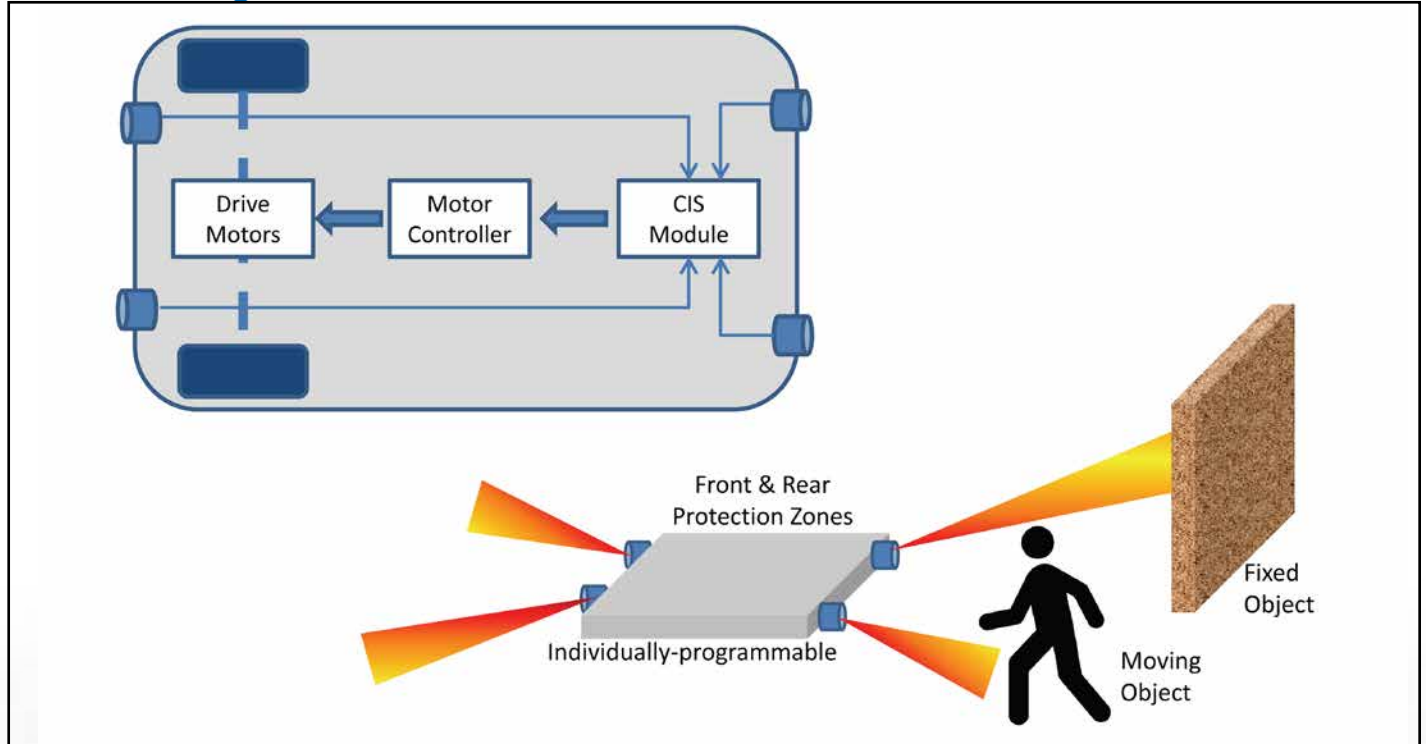 Drive
Motors
Motor
Controller
CIS
Module
Front & Rear
Protection Zones
Individually-programmable
Fixed
Object
Moving
Object